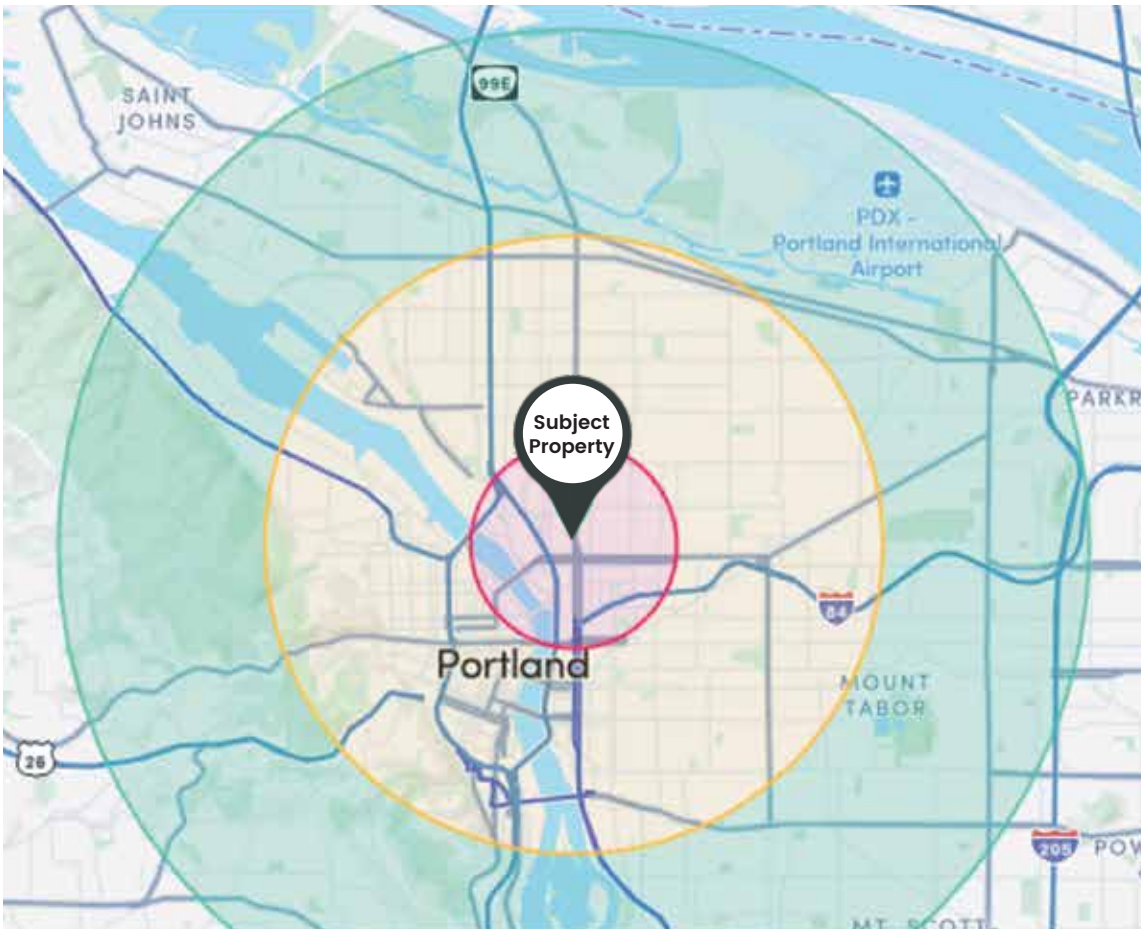 99E
SAINT
JOHNS
PDX -
Portland International
Airport
PARKR
Subject
Property
84
Portland
MOUNT
TABOR
26
205
POW
MT. SCOTT-